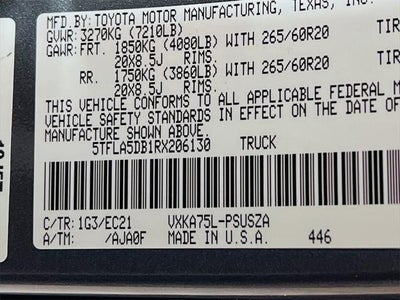 MFD.BY:TOYOTA MOTOR MANUFACTURING, TEXAS, INC.
GVWR:3270KG (7210LB)
GAWR:FRT. 1850KG (4080LB) WITH 265/60R20 TIR
20X8.5J RIMS.
RR. 1750KG (3860LB) WITH 265/60R20 TIR
20X8.5J RIMS.
THIS VEHICLE CONFORMS TO ALL APPLICABLE FEDERAL M
VEHICLE SAFETY STANDARDS IN EFFECT ON THE DATE OF
MANUFACTURE SHOWN ABOVE.
5TFLA5DB1RX206130 TRUCK
C/TR: 1G3/EC21 VXKA75L-PSUSZA
A/TM: /AJA0F MADE IN U.S.A. 446